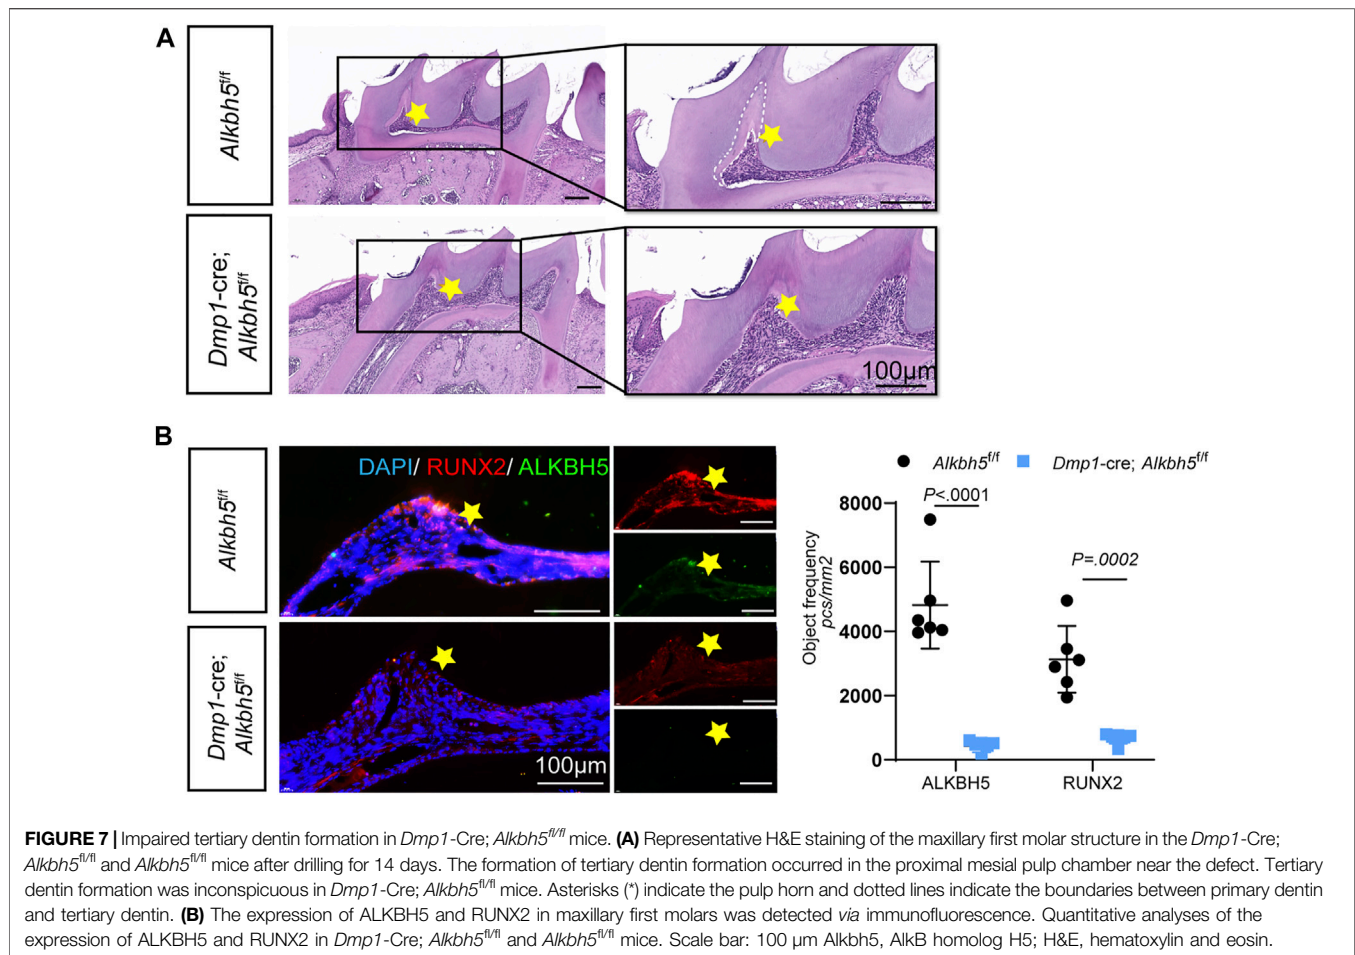 A
Alkbh5f/f
Dmp1-cre;
Alkbh5f/f
100μm
B
Alkbh5f/f
DAPI/ RUNX2/ ALKBH5
Dmp1-cre;
Alkbh5f/f
100μm
Alkbh5f/f
Dmp1-cre; Alkbh5f/f
P<.0001
P=.0002
Object frequency
pcs/mm2
8000
6000
4000
2000
0
ALKBH5
RUNX2
FIGURE 7 | Impaired tertiary dentin formation in Dmp1-Cre; Alkbh5fl/fl mice. (A) Representative H&E staining of the maxillary first molar structure in the Dmp1-Cre;
Alkbh5fl/fl and Alkbh5fl/fl mice after drilling for 14 days. The formation of tertiary dentin formation occurred in the proximal mesial pulp chamber near the defect. Tertiary
dentin formation was inconspicuous in Dmp1-Cre; Alkbh5fl/fl mice. Asterisks (*) indicate the pulp horn and dotted lines indicate the boundaries between primary dentin
and tertiary dentin. (B) The expression of ALKBH5 and RUNX2 in maxillary first molars was detected via immunofluorescence. Quantitative analyses of the
expression of ALKBH5 and RUNX2 in Dmp1-Cre; Alkbh5fl/fl and Alkbh5fl/fl mice. Scale bar: 100 μm Alkbh5, AlkB homolog H5; H&E, hematoxylin and eosin.